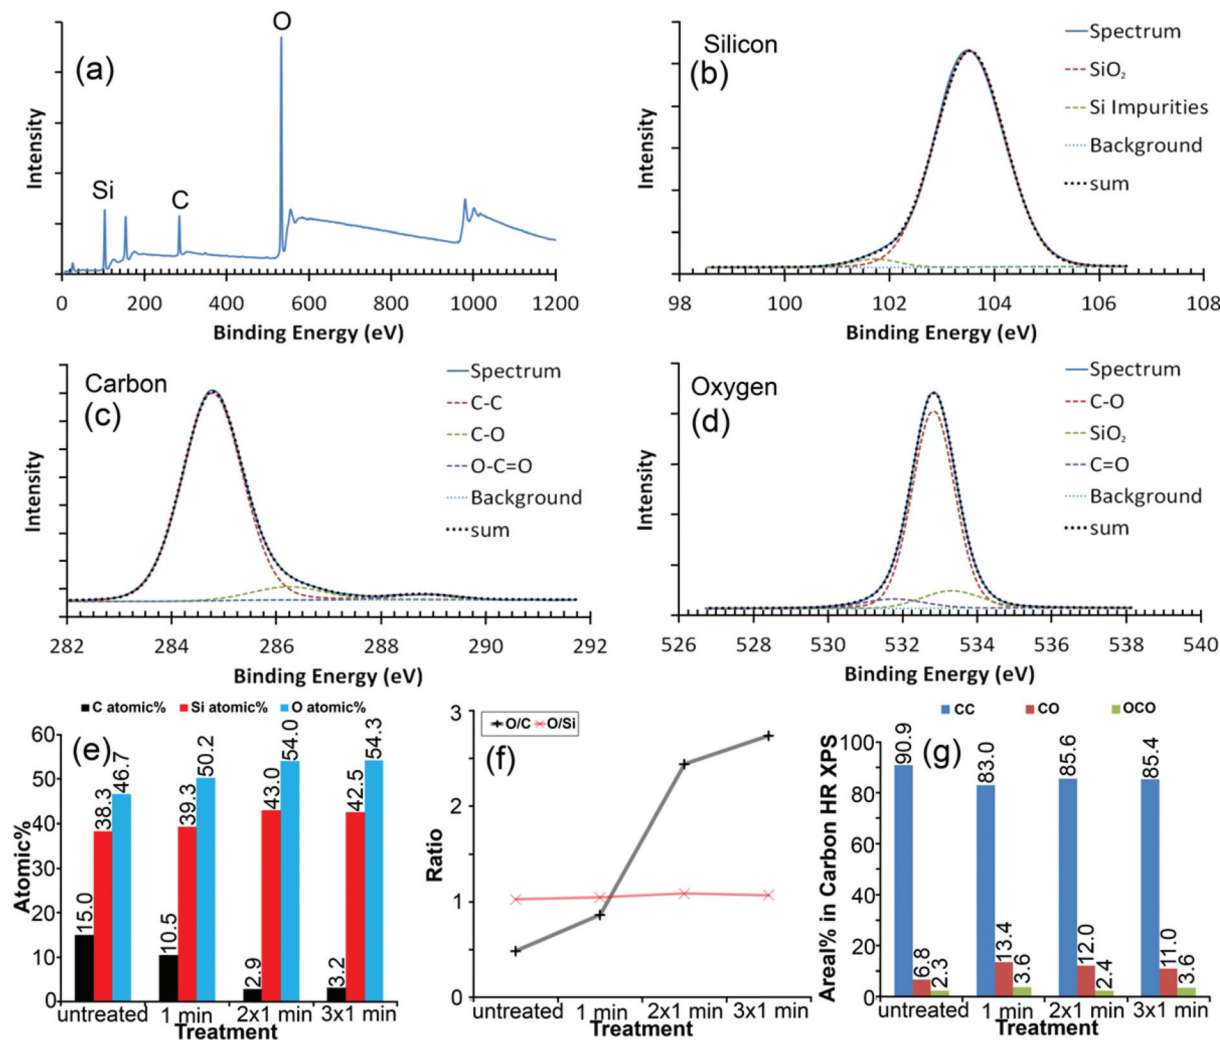 (a)
Si
C
O
Intensity
0 200 400 600 800 1000 1200
Binding Energy (eV)
Silicon
(b)
Spectrum
SiO₂
Si Impurities
Background
sum
Intensity
98 100 102 104 106 108
Binding Energy (eV)
Carbon
(c)
Spectrum
C-C
C-O
O-C=O
Background
sum
Intensity
282 284 286 288 290 292
Binding Energy (eV)
Oxygen
(d)
Spectrum
C-O
SiO₂
C=O
Background
sum
Intensity
526 528 530 532 534 536 538 540
Binding Energy (eV)
C atomic% Si atomic% O atomic%
(e)
Atomic%
60
50
40
30
20
10
0
15.0 38.3 46.7
10.5 39.3 50.2
2.9 43.0 54.0
3.2 42.5 54.3
untreated 1 min 2x1 min 3x1 min
Treatment
O/C O/Si
(f)
Ratio
3
2
1
0
untreated 1 min 2x1 min 3x1 min
Treatment
CC CO OCO
(g)
Areal% in Carbon HR XPS
100
80
60
40
20
0
90.9 6.8 2.3
83.0 13.4 3.6
85.6 12.0 2.4
85.4 11.0 3.6
untreated 1 min 2x1 min 3x1 min
Treatment